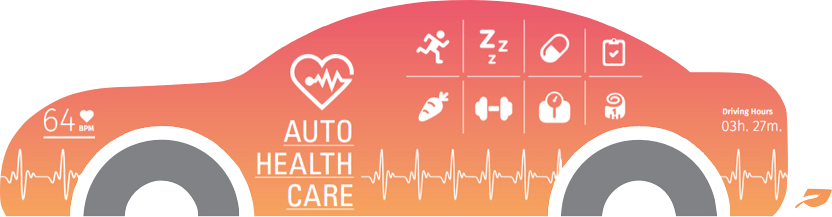 64 BPM
AUTO
HEALTH
CARE
Z Z
Z
Driving Hours
03h. 27m.